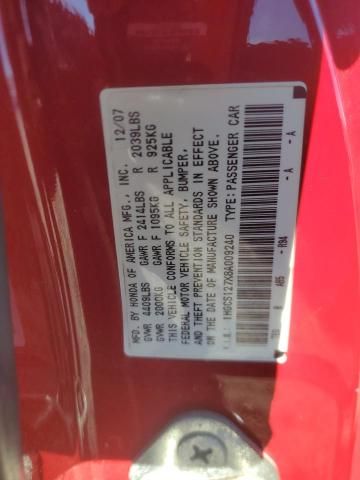 MFD. BY HONDA OF AMERICA MFG., INC. 12/07
GVWR 4409LBS GAWR F 2414LBS R 2039LBS
GVWR 2000KG GAWR F 1095KG R 925KG
THIS VEHICLE CONFORMS TO ALL APPLICABLE
FEDERAL MOTOR VEHICLE SAFETY, BUMPER,
AND THEFT PREVENTION STANDARDS IN EFFECT
ON THE DATE OF MANUFACTURE SHOWN ABOVE.
V.I.N.: 1HGCS127X8A009240 TYPE: PASSENGER CAR
A65 - R94 - A - A